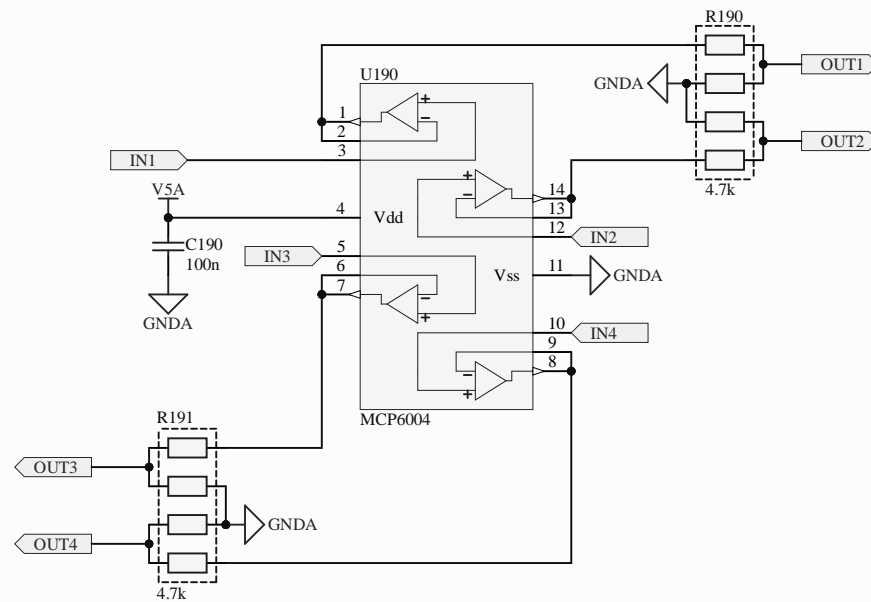 R190
OUT1
GNDA
OUT2
4.7k
U190
1
2
3
IN1
+
−
14
13
12
+
−
IN2
V5A
4
Vdd
C190
100n
GNDA
IN3
5
6
7
−
+
Vss
11
GNDA
10
9
8
IN4
−
+
MCP6004
R191
OUT3
GNDA
OUT4
4.7k